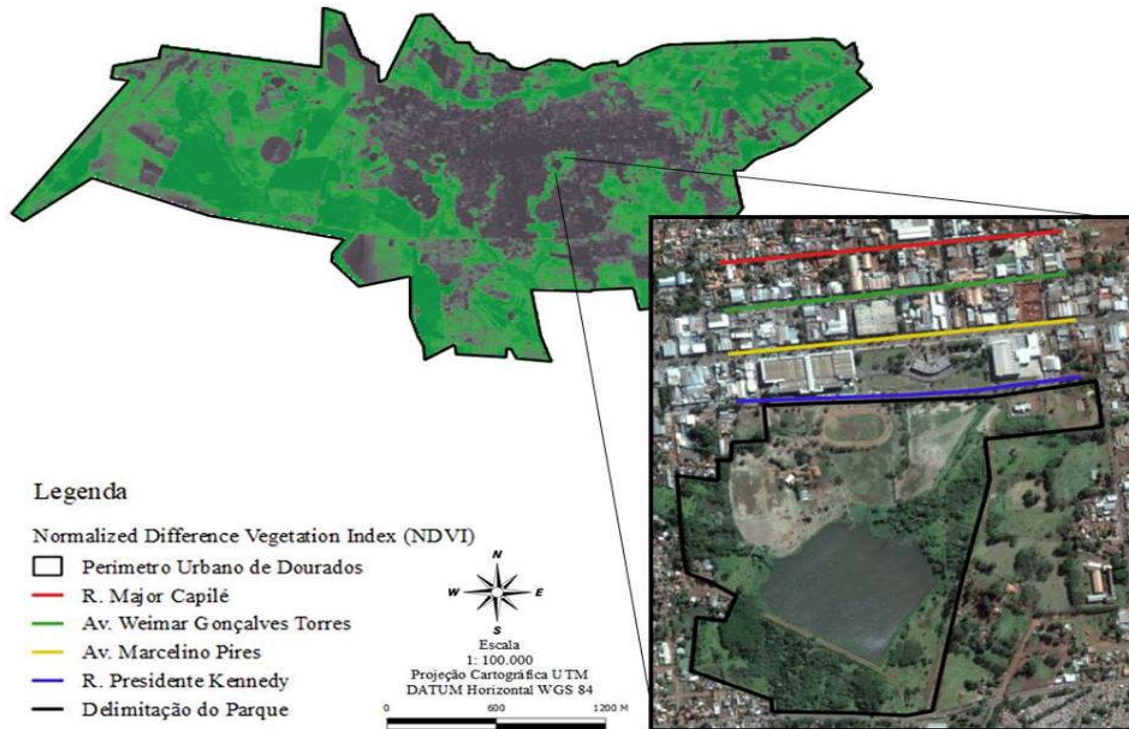 Legenda
Normalized Difference Vegetation Index (NDVI)
Perimetro Urbano de Dourados
R. Major Capilé
Av. Weimar Gonçalves Torres
Av. Marcelino Pires
R. Presidente Kennedy
Delimitação do Parque
N
W E
S
Escala
1: 100.000
Projeção Cartográfica UTM
DATUM Horizontal WGS 84
0 600 1200 M